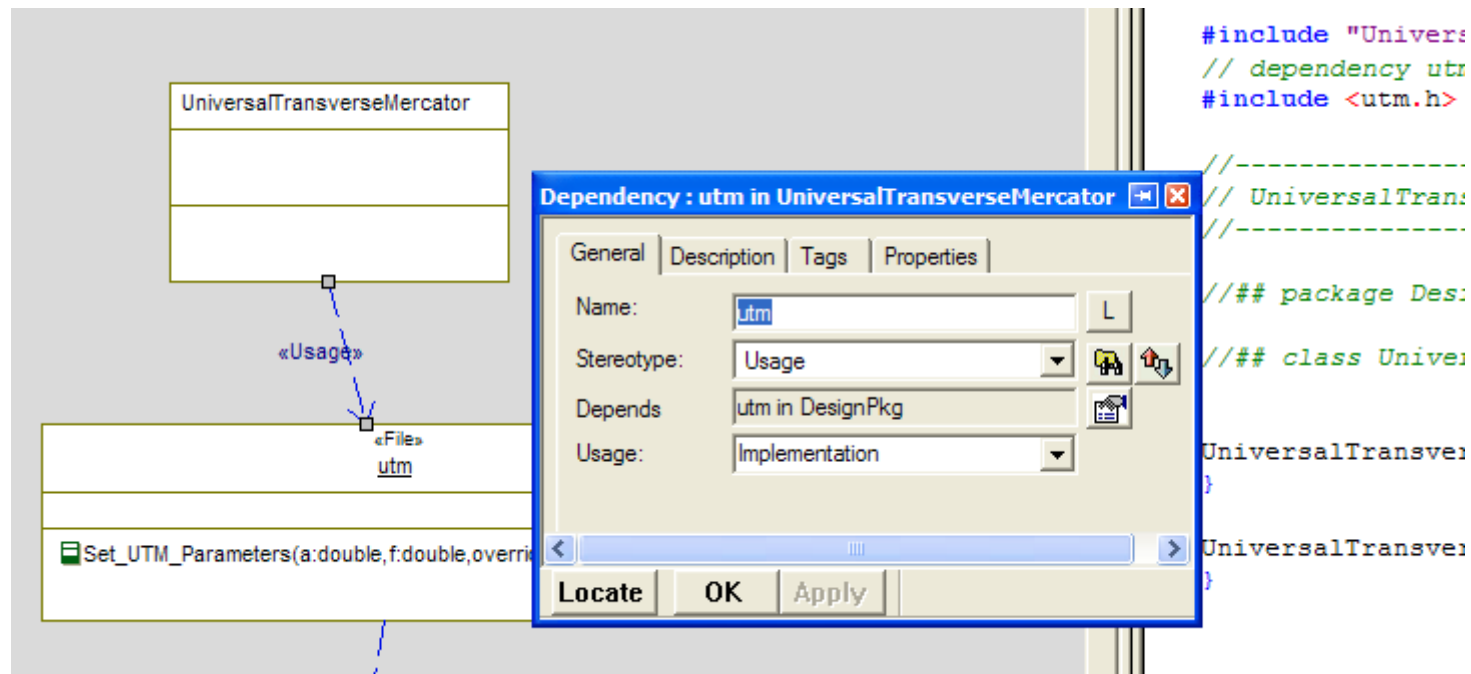 UniversalTransverseMercator
«Usage»
«File»
utm
Set_UTM_Parameters(a:double,f:double,overri
Dependency : utm in UniversalTransverseMercator
General Description Tags Properties
Name: utm L
Stereotype: Usage
Depends utm in DesignPkg
Usage: Implementation
Locate OK Apply
#include "Univers
// dependency utm
#include <utm.h>
//---------------
// UniversalTrans
//---------------
//## package Desi
//## class Univer
UniversalTransver
}
UniversalTransver
}